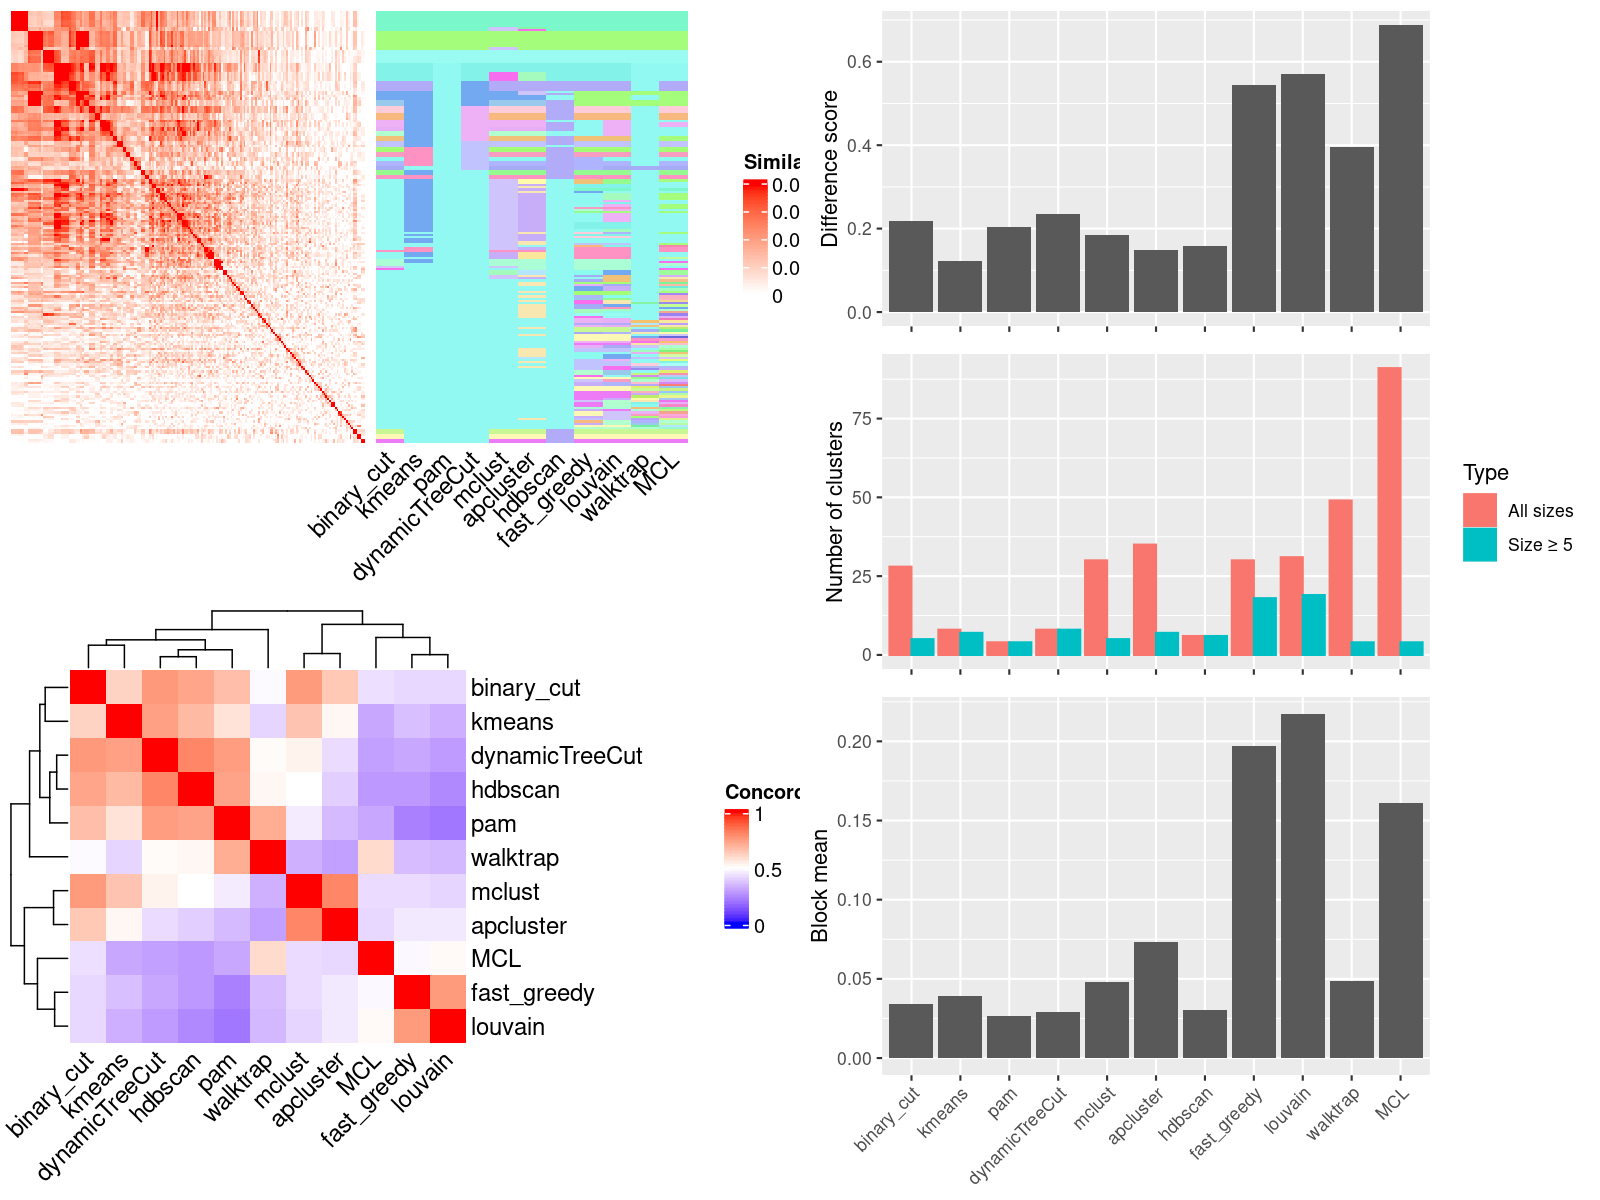 Simila
0.0
0.0
0.0
0.0
0
binary_cut
kmeans
pam
dynamicTreeCut
mclust
apcluster
hdbscan
fast_greedy
louvain
walktrap
MCL
binary_cut
kmeans
dynamicTreeCut
hdbscan
pam
walktrap
mclust
apcluster
MCL
fast_greedy
louvain
binary_cut
kmeans
dynamicTreeCut
hdbscan
pam
walktrap
mclust
apcluster
MCL
fast_greedy
louvain
Concord
1
0.5
0
Difference score
0.6
0.4
0.2
0.0
Number of clusters
75
50
25
0
Type
All sizes
Size ≥ 5
Block mean
0.20
0.15
0.10
0.05
0.00
binary_cut
kmeans
pam
dynamicTreeCut
mclust
apcluster
hdbscan
fast_greedy
louvain
walktrap
MCL